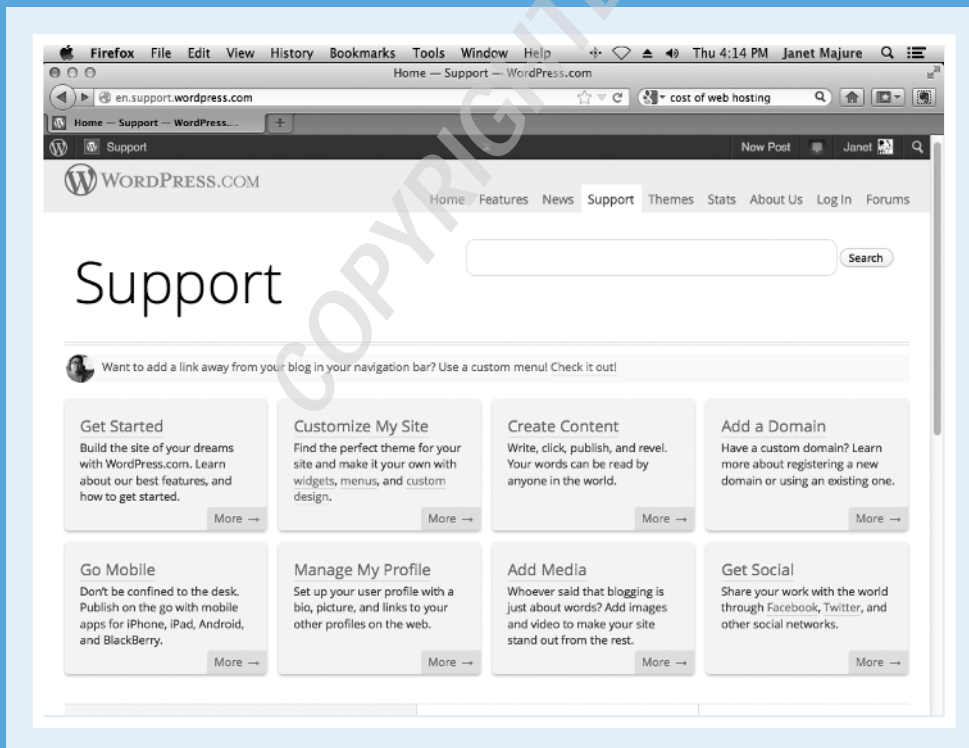 Firefox File Edit View History Bookmarks Tools Window Help Thu 4:14 PM Janet Majure
Home — Support — WordPress.com
en.support.wordpress.com cost of web hosting
Home — Support — WordPress.... +
Support New Post Janet
WORDPRESS.COM
Home Features News Support Themes Stats About Us Log In Forums
Support
Search
Want to add a link away from your blog in your navigation bar? Use a custom menu! Check it out!
Get Started
Build the site of your dreams
with WordPress.com. Learn
about our best features, and
how to get started.
More →
Customize My Site
Find the perfect theme for your
site and make it your own with
widgets, menus, and custom
design.
More →
Create Content
Write, click, publish, and revel.
Your words can be read by
anyone in the world.
More →
Add a Domain
Have a custom domain? Learn
more about registering a new
domain or using an existing one.
More →
Go Mobile
Don't be confined to the desk.
Publish on the go with mobile
apps for iPhone, iPad, Android,
and BlackBerry.
More →
Manage My Profile
Set up your user profile with a
bio, picture, and links to your
other profiles on the web.
More →
Add Media
Whoever said that blogging is
just about words? Add images
and video to make your site
stand out from the rest.
More →
Get Social
Share your work with the world
through Facebook, Twitter, and
other social networks.
More →